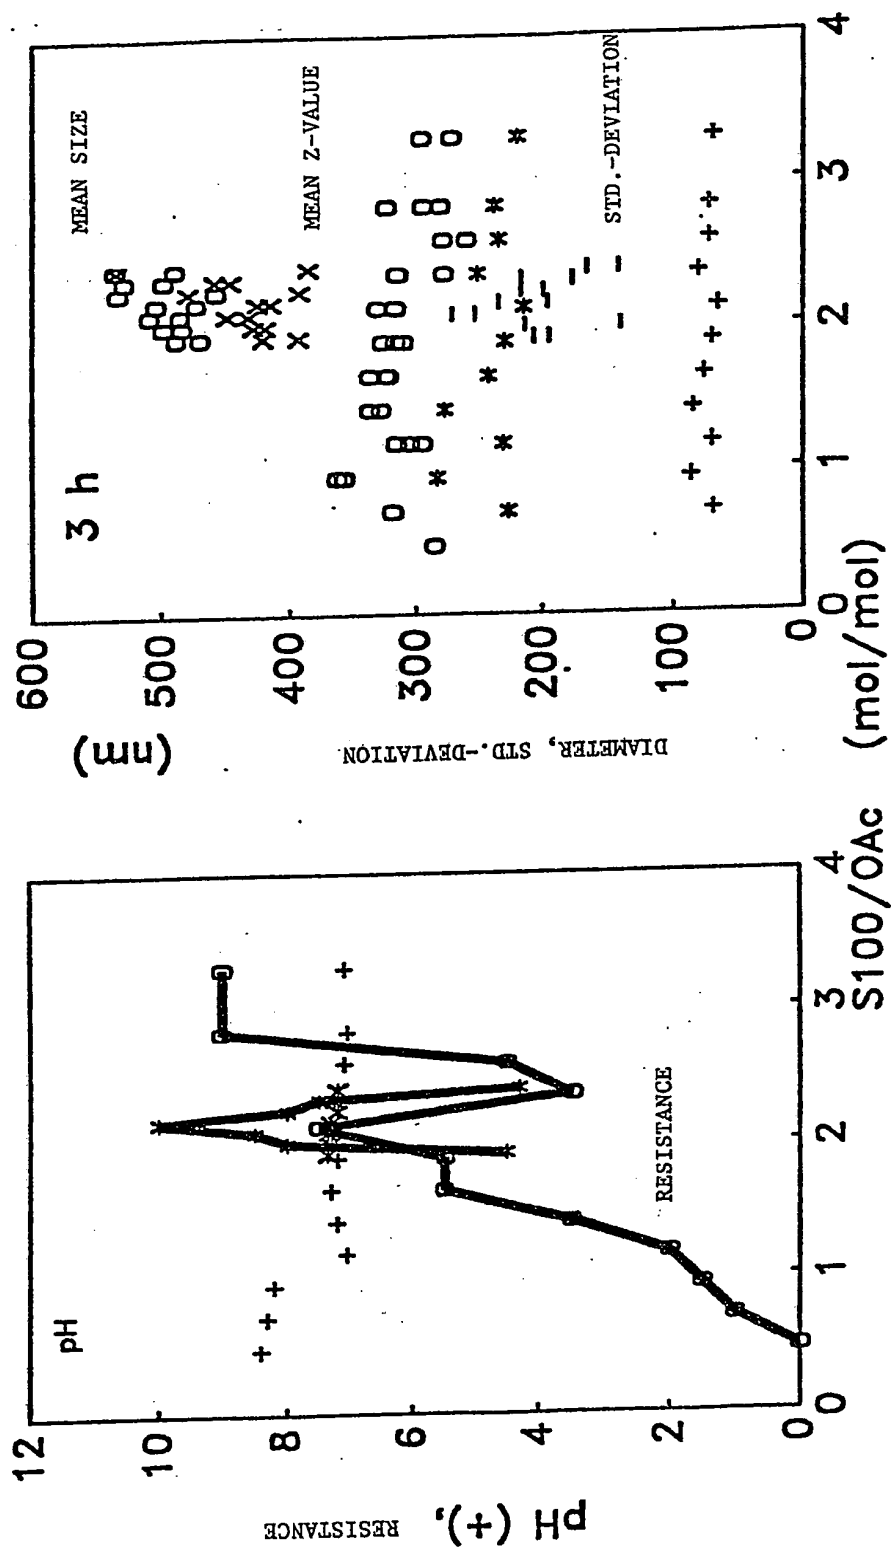 12
10
8
6
4
2
0
pH (+), RESISTANCE
pH
RESISTANCE
0
1
2
3
4
S100/OAc (mol/mol)
600
500
400
300
200
100
0
(nm)
DIAMETER, STD.-DEVIATION
3 h
MEAN SIZE
MEAN Z-VALUE
STD.-DEVIATION
0
1
2
3
4